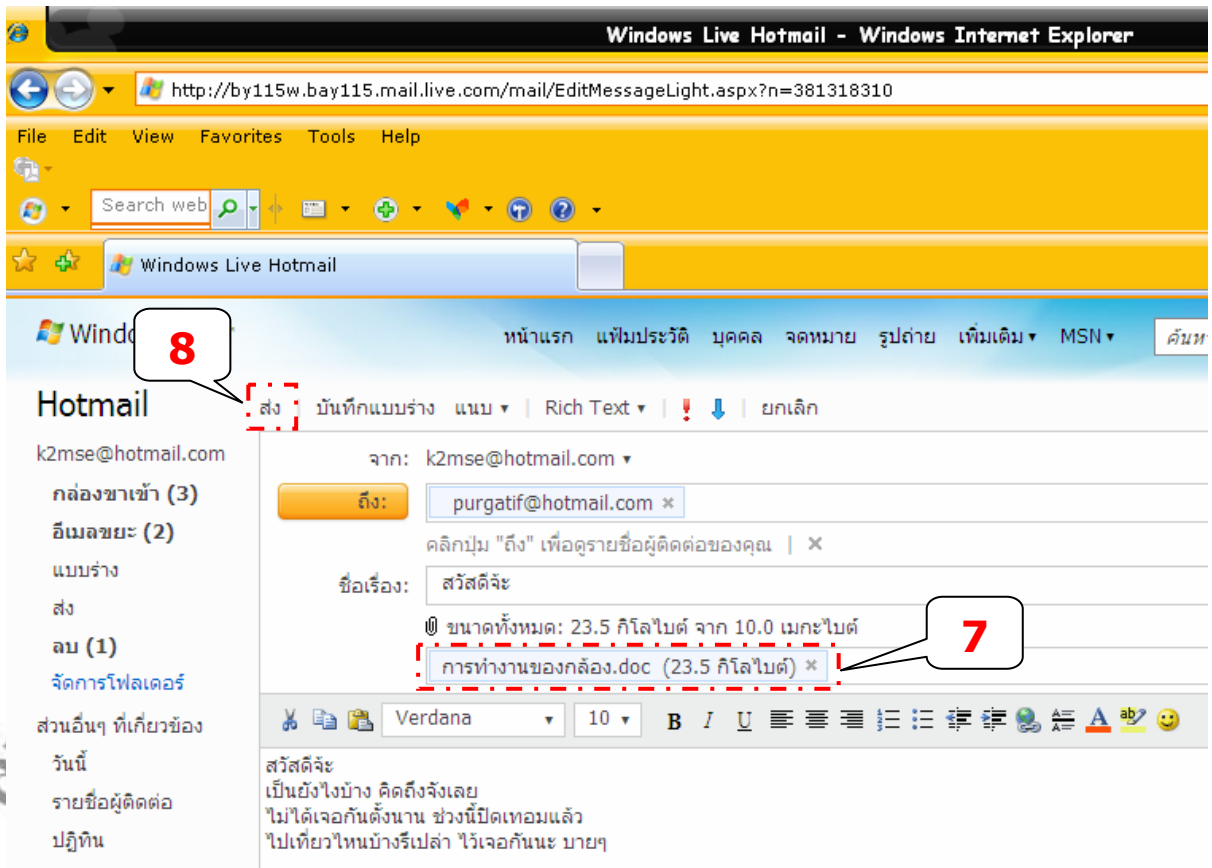 Windows Live Hotmail - Windows Internet Explorer
http://by115w.bay115.mail.live.com/mail/EditMessageLight.aspx?n=381318310
File Edit View Favorites Tools Help
Search web
Windows Live Hotmail
8
หน้าแรก แฟ้มประวัติ บุคคล จดหมาย รูปถ่าย เพิ่มเติม MSN
Hotmail
ส่ง | บันทึกแบบร่าง แนบ | Rich Text | | ยกเลิก
k2mse@hotmail.com
จาก: k2mse@hotmail.com
กล่องขาเข้า (3)
ถึง: purgatif@hotmail.com ×
อีเมลขยะ (2)
คลิกปุ่ม "ถึง" เพื่อดูรายชื่อผู้ติดต่อของคุณ | ×
แบบร่าง
ชื่อเรื่อง: สวัสดีจ้ะ
ส่ง
ขนาดทั้งหมด: 23.5 กิโลไบต์ จาก 10.0 เมกะไบต์
7
ลบ (1)
การทำงานของกล้อง.doc (23.5 กิโลไบต์) ×
จัดการโฟลเดอร์
ส่วนอื่นๆ ที่เกี่ยวข้อง
Verdana 10 B I U
วันนี้
รายชื่อผู้ติดต่อ
ปฏิทิน
สวัสดีจ้ะ
เป็นยังไงบ้าง คิดถึงจังเลย
ไม่ได้เจอกันตั้งนาน ช่วงนี้ปิดเทอมแล้ว
ไปเที่ยวไหนบ้างรึเปล่า ไว้เจอกันนะ บายๆ